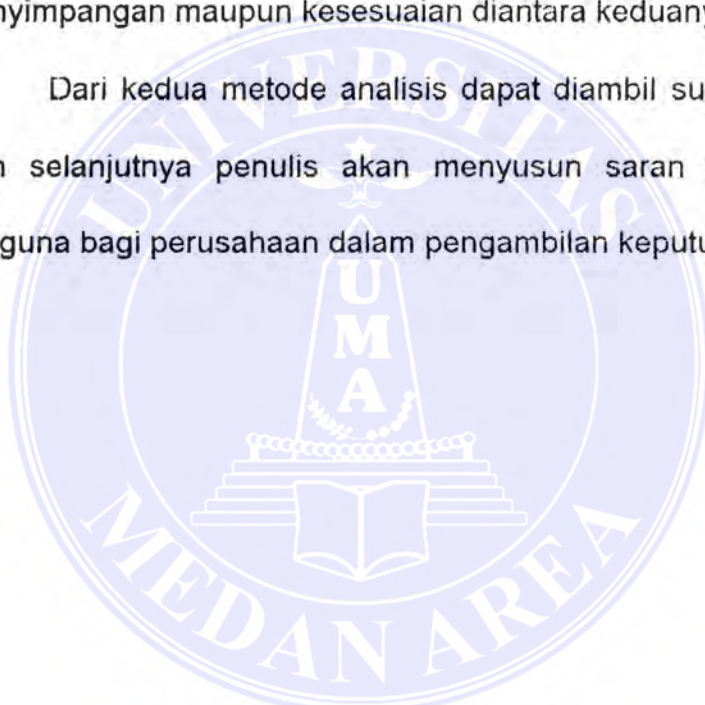 nyimpangan maupun kesesuaian diantara keduany
Dari kedua metode analisis dapat diambil su
n selanjutnya penulis akan menyusun saran
guna bagi perusahaan dalam pengambilan keputu
UNIVERSITAS
UMA
MEDAN AREA